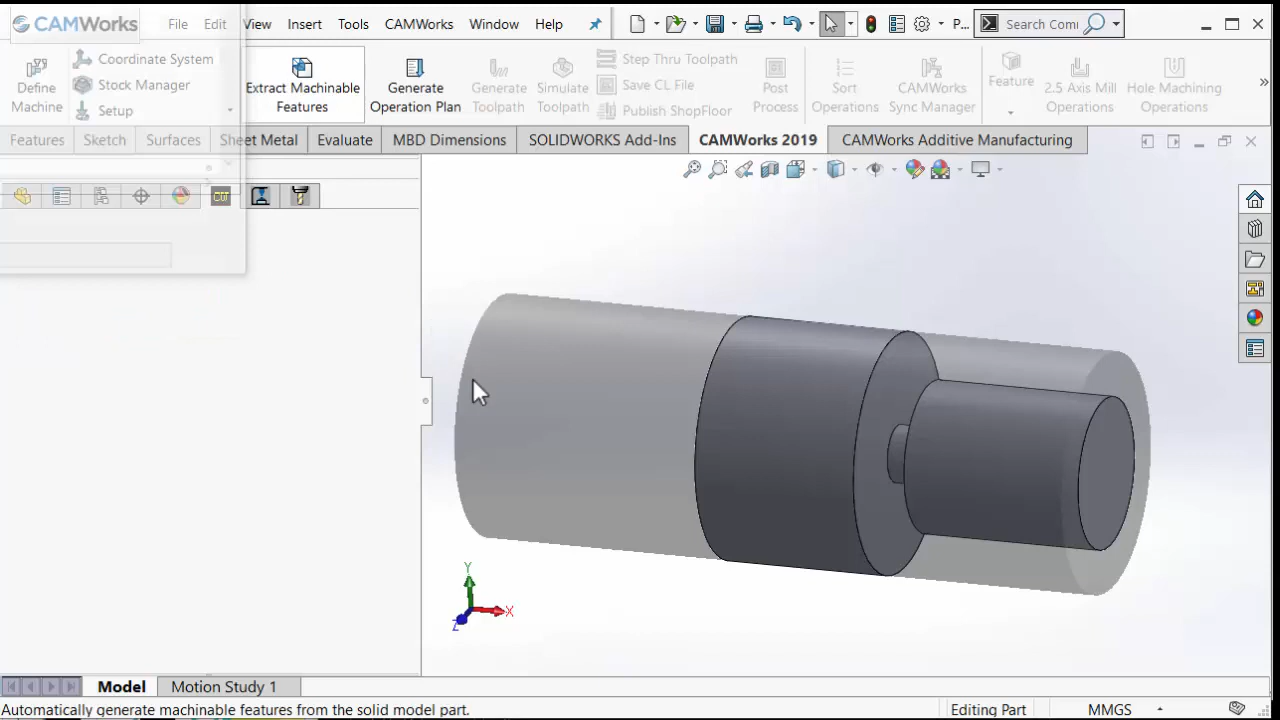 CAMWorks File Edit View Insert Tools CAMWorks Window Help P... Search Comi
Define Machine
Coordinate System
Stock Manager
Setup
Extract Machinable Features
Generate Operation Plan
Generate Toolpath
Simulate Toolpath
Step Thru Toolpath
Save CL File
Publish ShopFloor
Post Process
Sort Operations
CAMWorks Sync Manager
Feature
2.5 Axis Mill Operations
Hole Machining Operations
Features Sketch Surfaces Sheet Metal Evaluate MBD Dimensions SOLIDWORKS Add-Ins CAMWorks 2019 CAMWorks Additive Manufacturing
Y
X
Z
Model Motion Study 1
Automatically generate machinable features from the solid model part. Editing Part MMGS